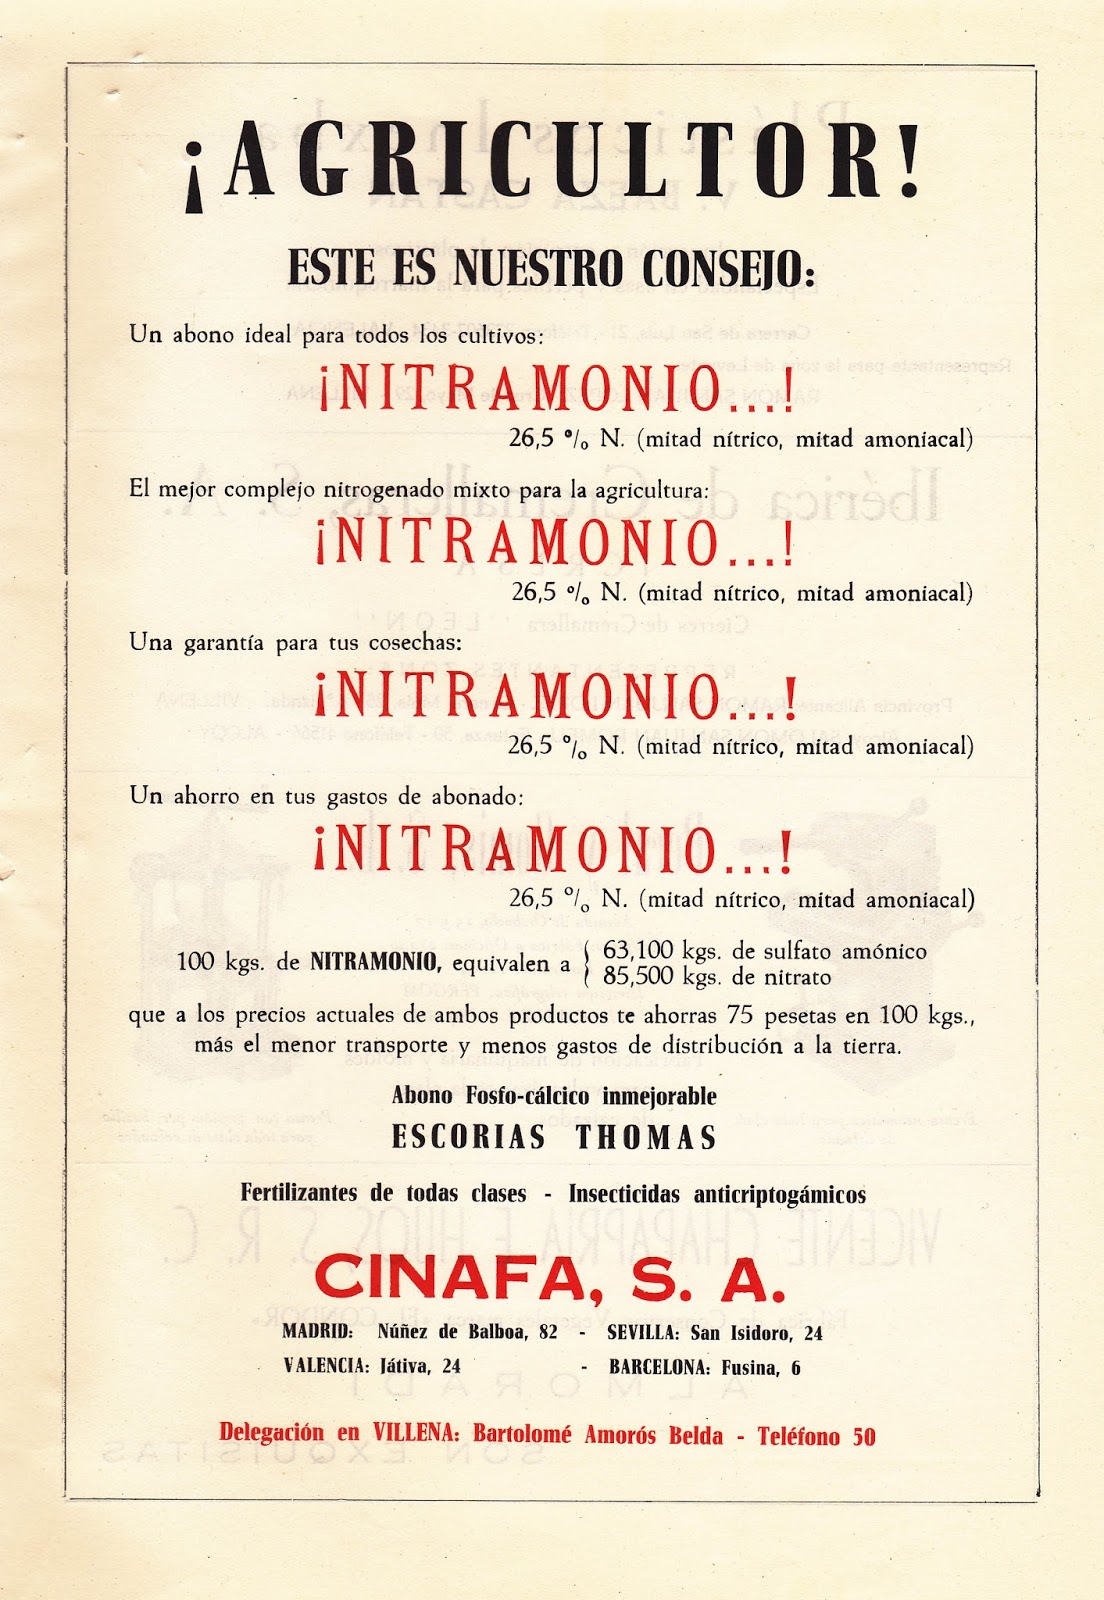 ¡AGRICULTOR!
ESTE ES NUESTRO CONSEJO:
Un abono ideal para todos los cultivos:
¡NITRAMONIO...!
26,5 % N. (mitad nítrico, mitad amoniacal)
El mejor complejo nitrogenado mixto para la agricultura:
¡NITRAMONIO...!
26,5 % N. (mitad nítrico, mitad amoniacal)
Una garantía para tus cosechas:
¡NITRAMONIO...!
26,5 % N. (mitad nítrico, mitad amoniacal)
Un ahorro en tus gastos de abonado:
¡NITRAMONIO...!
26,5 % N. (mitad nítrico, mitad amoniacal)
100 kgs. de NITRAMONIO, equivalen a { 63,100 kgs. de sulfato amónico
85,500 kgs. de nitrato
que a los precios actuales de ambos productos te ahorras 75 pesetas en 100 kgs.,
más el menor transporte y menos gastos de distribución a la tierra.
Abono Fosfo-cálcico inmejorable
ESCORIAS THOMAS
Fertilizantes de todas clases - Insecticidas anticriptogámicos
CINAFA, S. A.
MADRID: Núñez de Balboa, 82 - SEVILLA: San Isidoro, 24
VALENCIA: Játiva, 24 - BARCELONA: Fusina, 6
Delegación en VILLENA: Bartolomé Amorós Belda - Teléfono 50